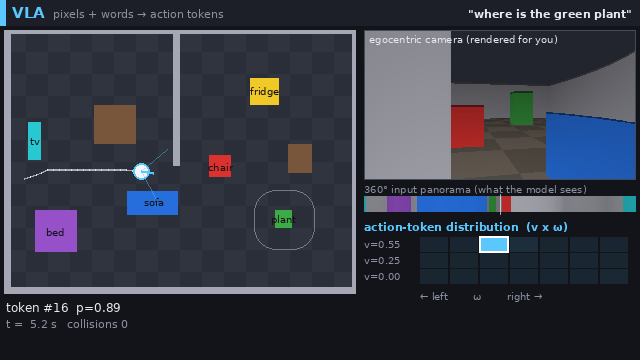 VLA pixels + words → action tokens "where is the green plant"
egocentric camera (rendered for you)
fridge
tv
chair
sofa
plant
bed
360° input panorama (what the model sees)
action-token distribution (v x ω)
v=0.55
v=0.25
v=0.00
← left ω right →
token #16 p=0.89
t = 5.2 s collisions 0